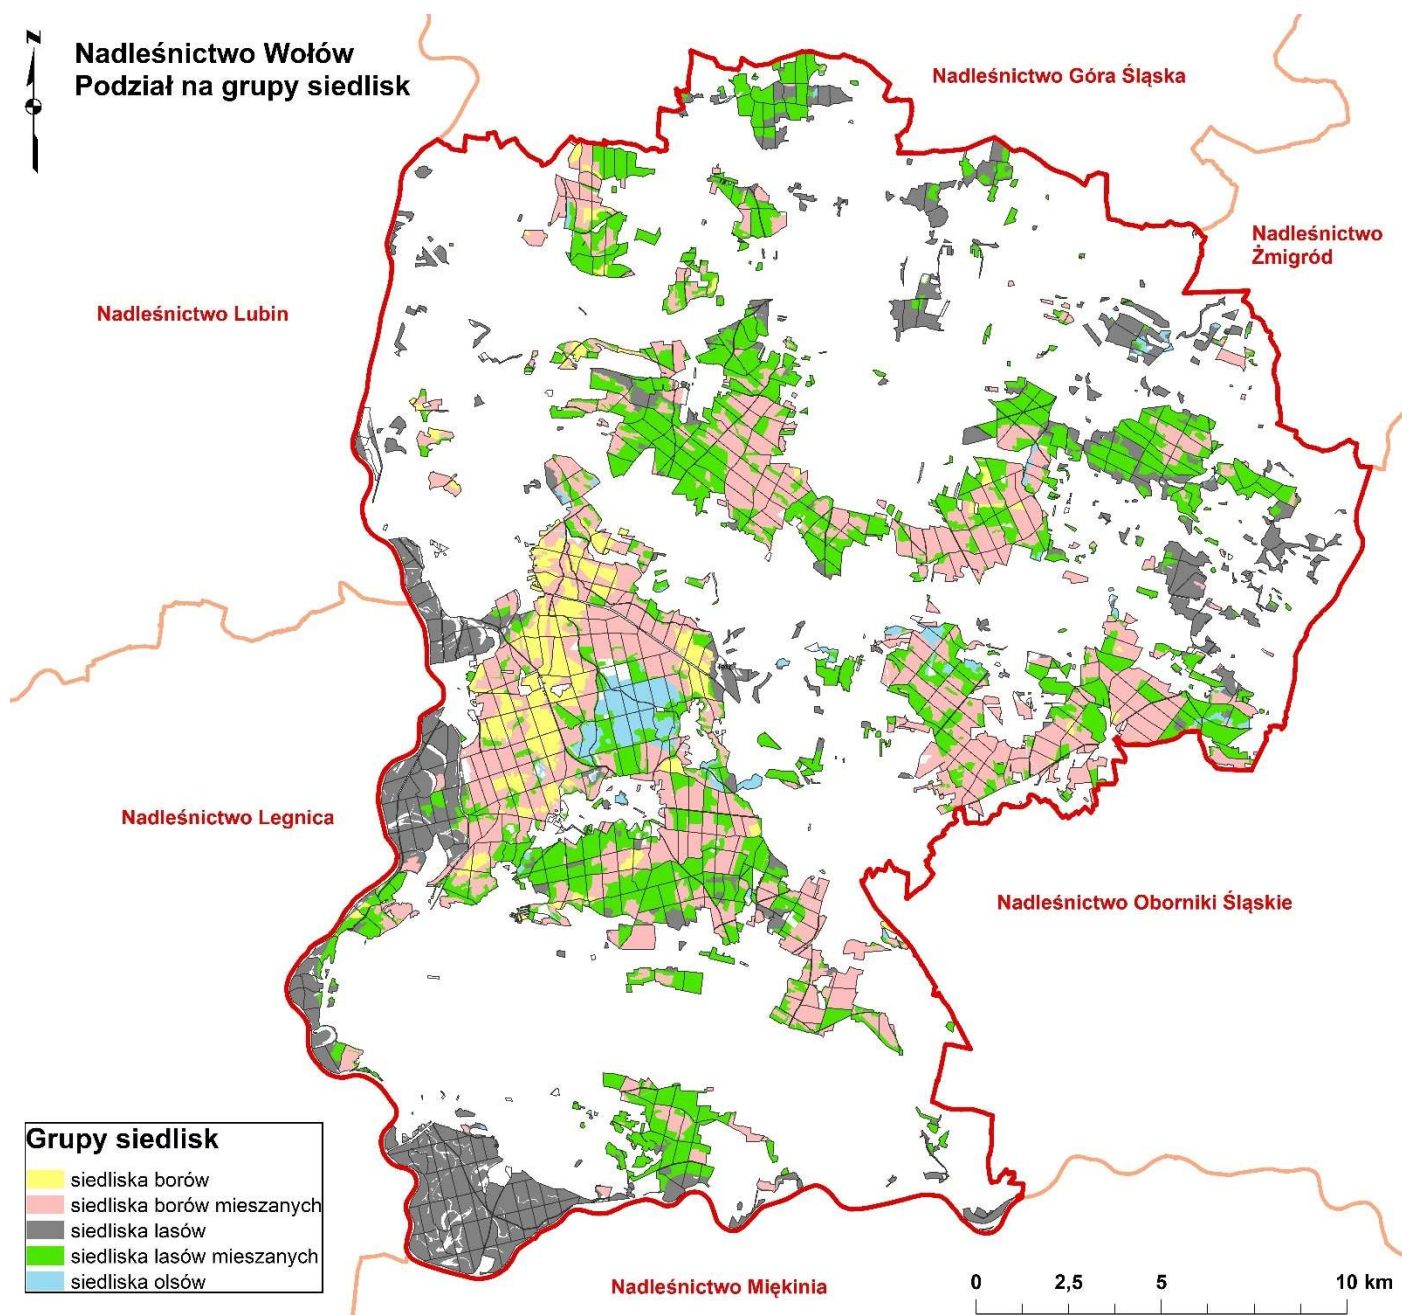 N
Nadleśnictwo Wołów
Podział na grupy siedlisk
Nadleśnictwo Góra Śląska
Nadleśnictwo
Żmigród
Nadleśnictwo Lubin
Nadleśnictwo Legnica
Nadleśnictwo Oborniki Śląskie
Grupy siedlisk
siedliska borów
siedliska borów mieszanych
siedliska lasów
siedliska lasów mieszanych
siedliska olsów
Nadleśnictwo Miękinia
0 2,5 5 10 km